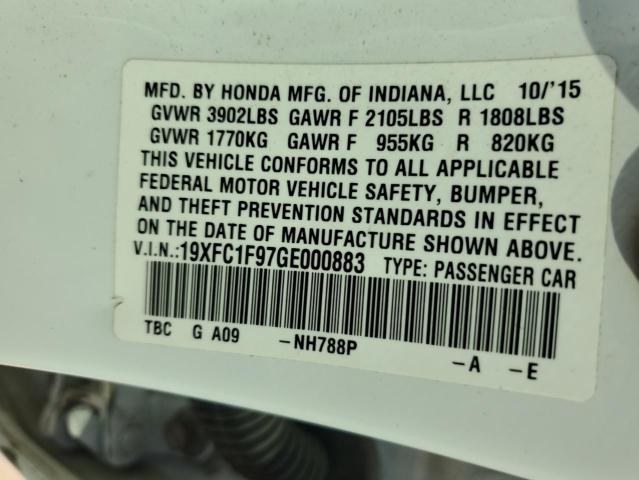 MFD. BY HONDA MFG. OF INDIANA, LLC 10/'15
GVWR 3902LBS GAWR F 2105LBS R 1808LBS
GVWR 1770KG GAWR F 955KG R 820KG
THIS VEHICLE CONFORMS TO ALL APPLICABLE
FEDERAL MOTOR VEHICLE SAFETY, BUMPER,
AND THEFT PREVENTION STANDARDS IN EFFECT
ON THE DATE OF MANUFACTURE SHOWN ABOVE.
V.I.N.:19XFC1F97GE000883 TYPE: PASSENGER CAR
TBC G A09 -NH788P -A -E